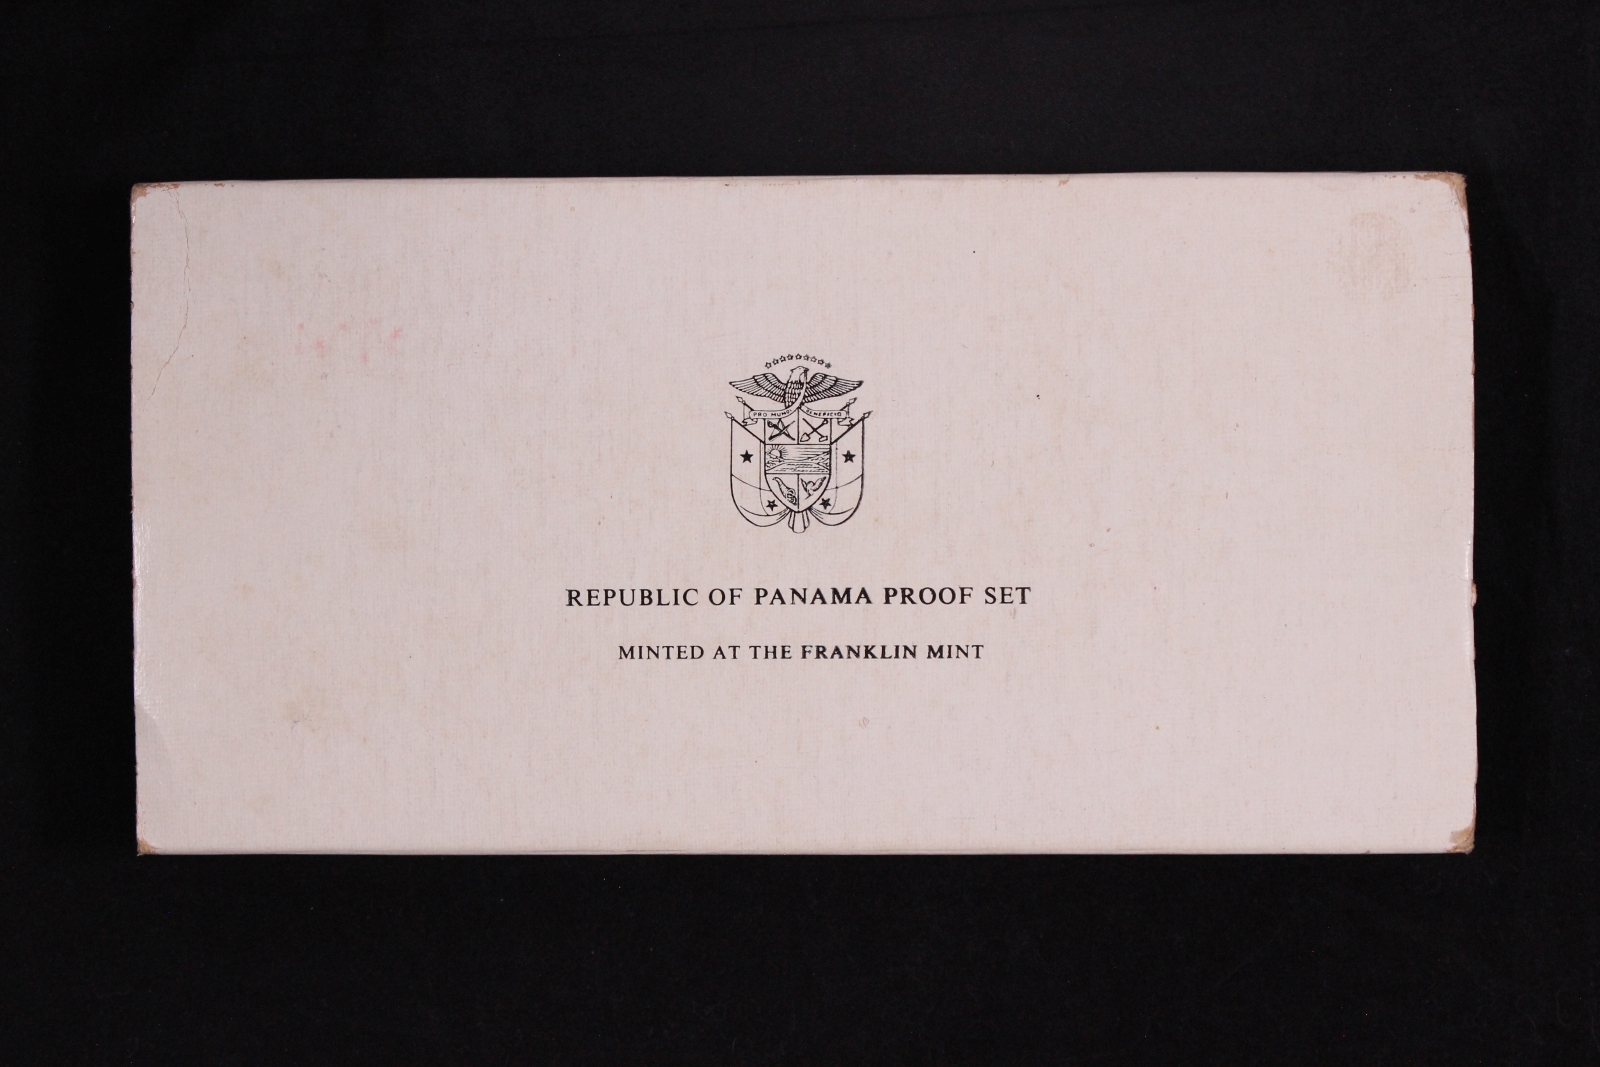 PRO MUNDI BENEFICIO
REPUBLIC OF PANAMA PROOF SET
MINTED AT THE FRANKLIN MINT